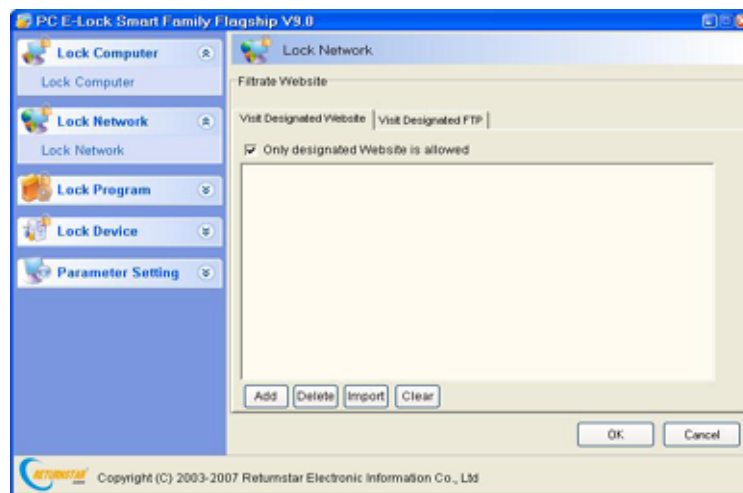 PC E-Lock Smart Family Flagship V9.0
Lock Computer
Lock Computer
Lock Network
Lock Network
Lock Program
Lock Device
Parameter Setting
Lock Network
Filtrate Website
Visit Designated Website
Visit Designated FTP
Only designated Website is allowed
Add
Delete
Import
Clear
OK
Cancel
RETURNSTAR
Copyright (C) 2003-2007 Returnstar Electronic Information Co., Ltd